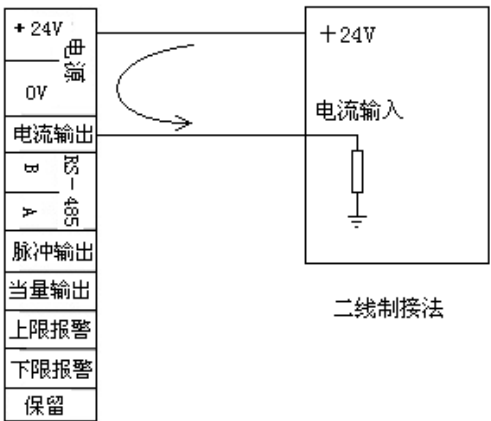 +24V
电源
0V
电流输出
B
RS-485
A
脉冲输出
当量输出
上限报警
下限报警
保留
+24V
电流输入
二线制接法